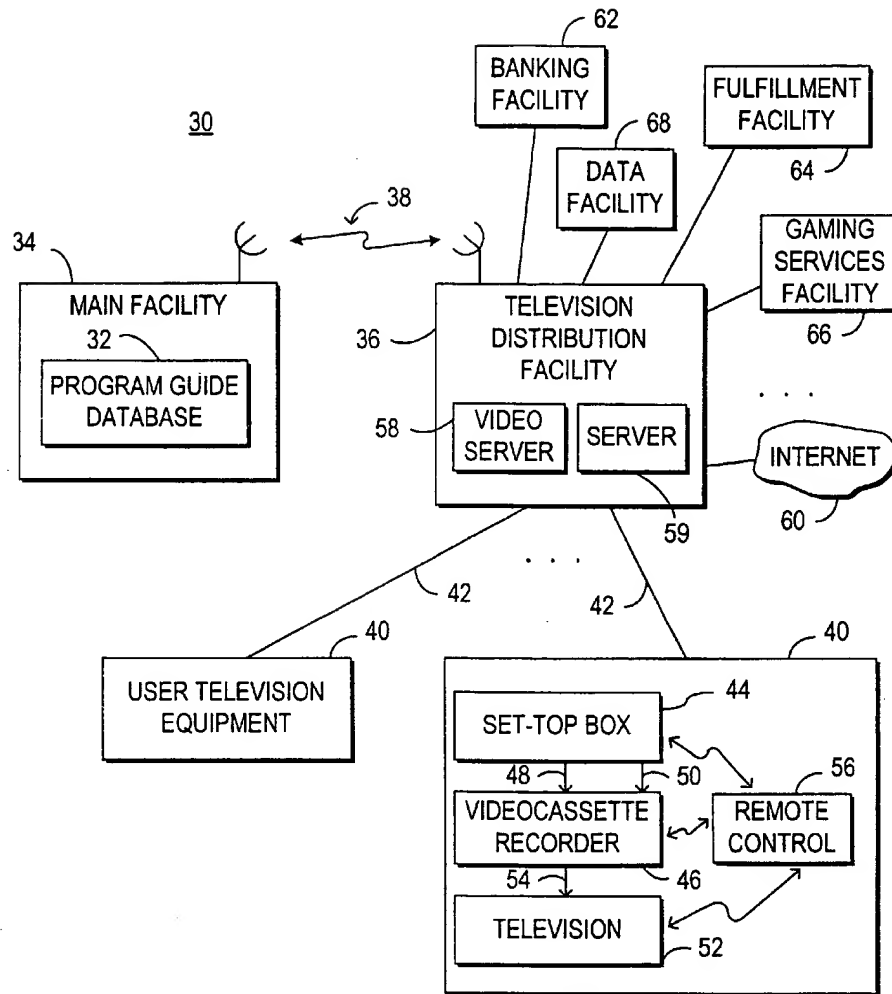 62
BANKING
FACILITY
FULFILLMENT
FACILITY
64
30
68
DATA
FACILITY
38
34
GAMING
SERVICES
FACILITY
66
MAIN FACILITY
32
PROGRAM GUIDE
DATABASE
36
TELEVISION
DISTRIBUTION
FACILITY
58
VIDEO
SERVER
SERVER
59
. . .
INTERNET
60
. . .
42
42
40
USER TELEVISION
EQUIPMENT
40
44
SET-TOP BOX
48
50
56
VIDEOCASSETTE
RECORDER
REMOTE
CONTROL
54
46
TELEVISION
52